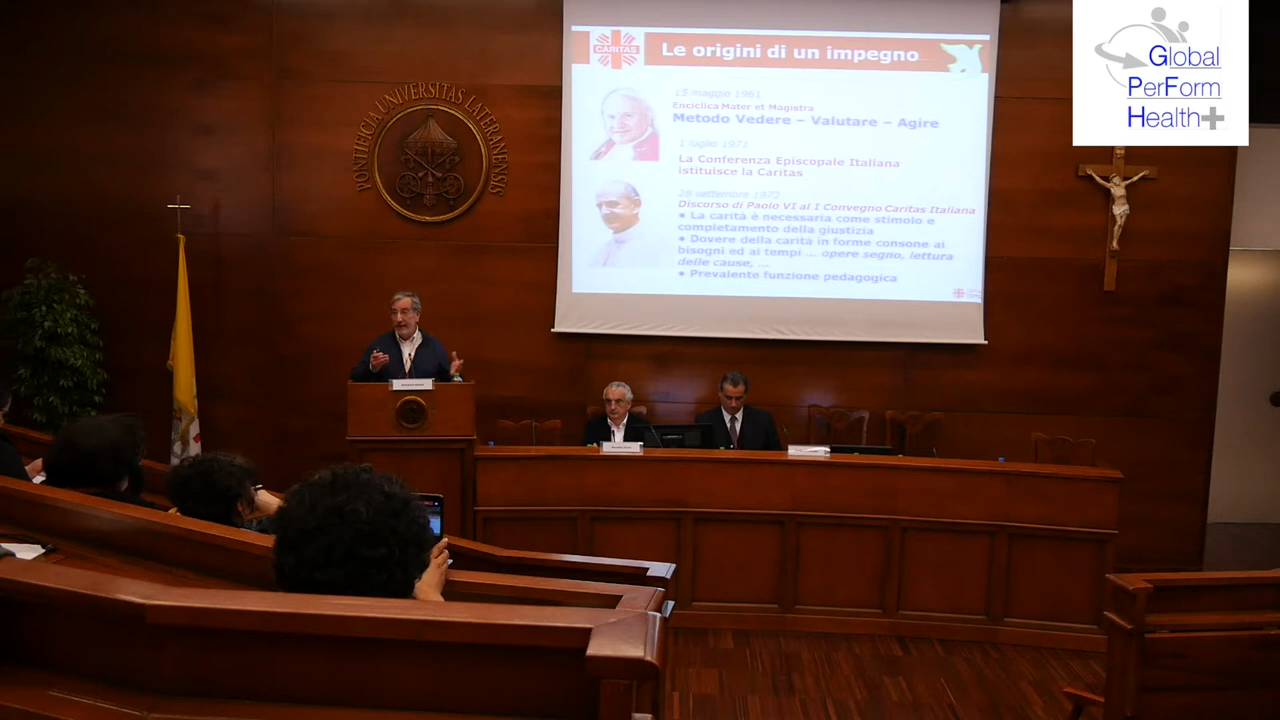 CARITAS
Le origini di un impegno
15 maggio 1961
Enciclica Mater et Magistra
Metodo Vedere – Valutare – Agire
1 luglio 1971
La Conferenza Episcopale Italiana
istituisce la Caritas
28 settembre 1972
Discorso di Paolo VI al I Convegno Caritas Italiana
● La carità è necessaria come stimolo e
completamento della giustizia
● Dovere della carità in forme consone ai
bisogni ed ai tempi ... opere segno, lettura
delle cause, ...
● Prevalente funzione pedagogica
PONTIFICIA VNIVERSITAS LATERANENSIS
Global
PerForm
Health+